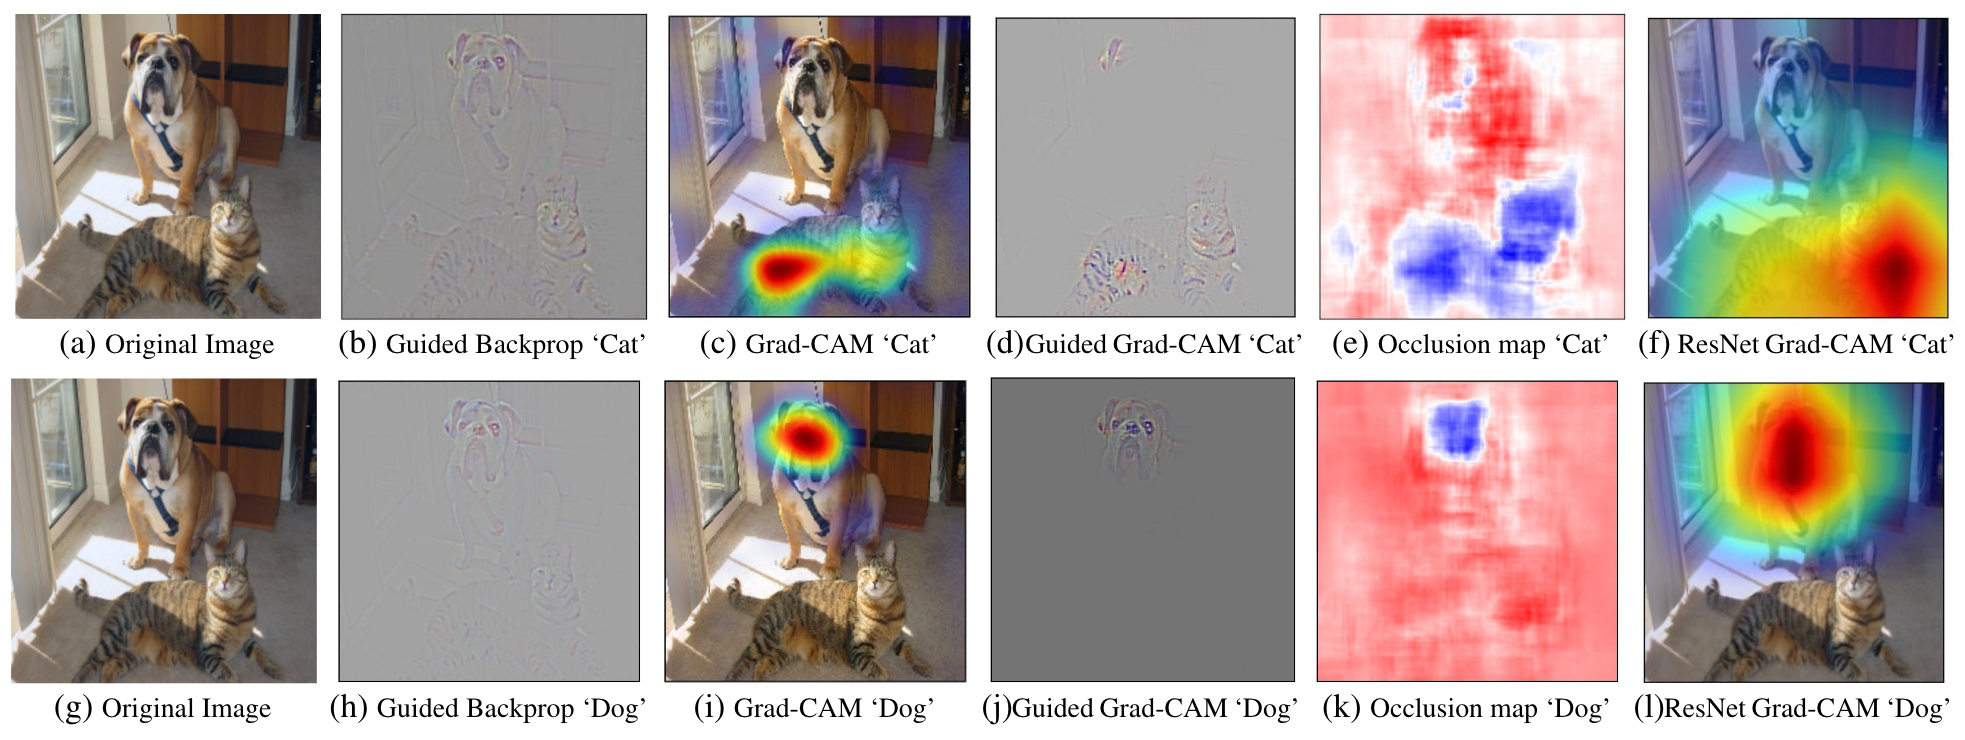 (a) Original Image
(b) Guided Backprop ‘Cat’
(c) Grad-CAM ‘Cat’
(d)Guided Grad-CAM ‘Cat’
(e) Occlusion map ‘Cat’
(f) ResNet Grad-CAM ‘Cat’
(g) Original Image
(h) Guided Backprop ‘Dog’
(i) Grad-CAM ‘Dog’
(j)Guided Grad-CAM ‘Dog’
(k) Occlusion map ‘Dog’
(l)ResNet Grad-CAM ‘Dog’